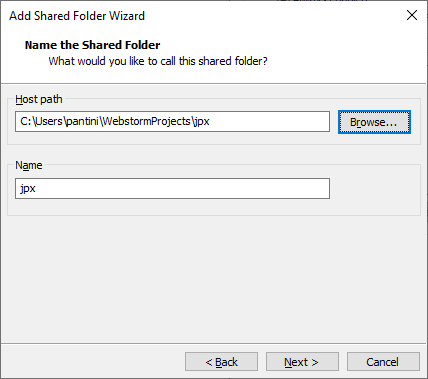 Add Shared Folder Wizard
Name the Shared Folder
What would you like to call this shared folder?
Host path
C:\Users\pantini\WebstormProjects\jpx
Browse...
Name
jpx
< Back
Next >
Cancel